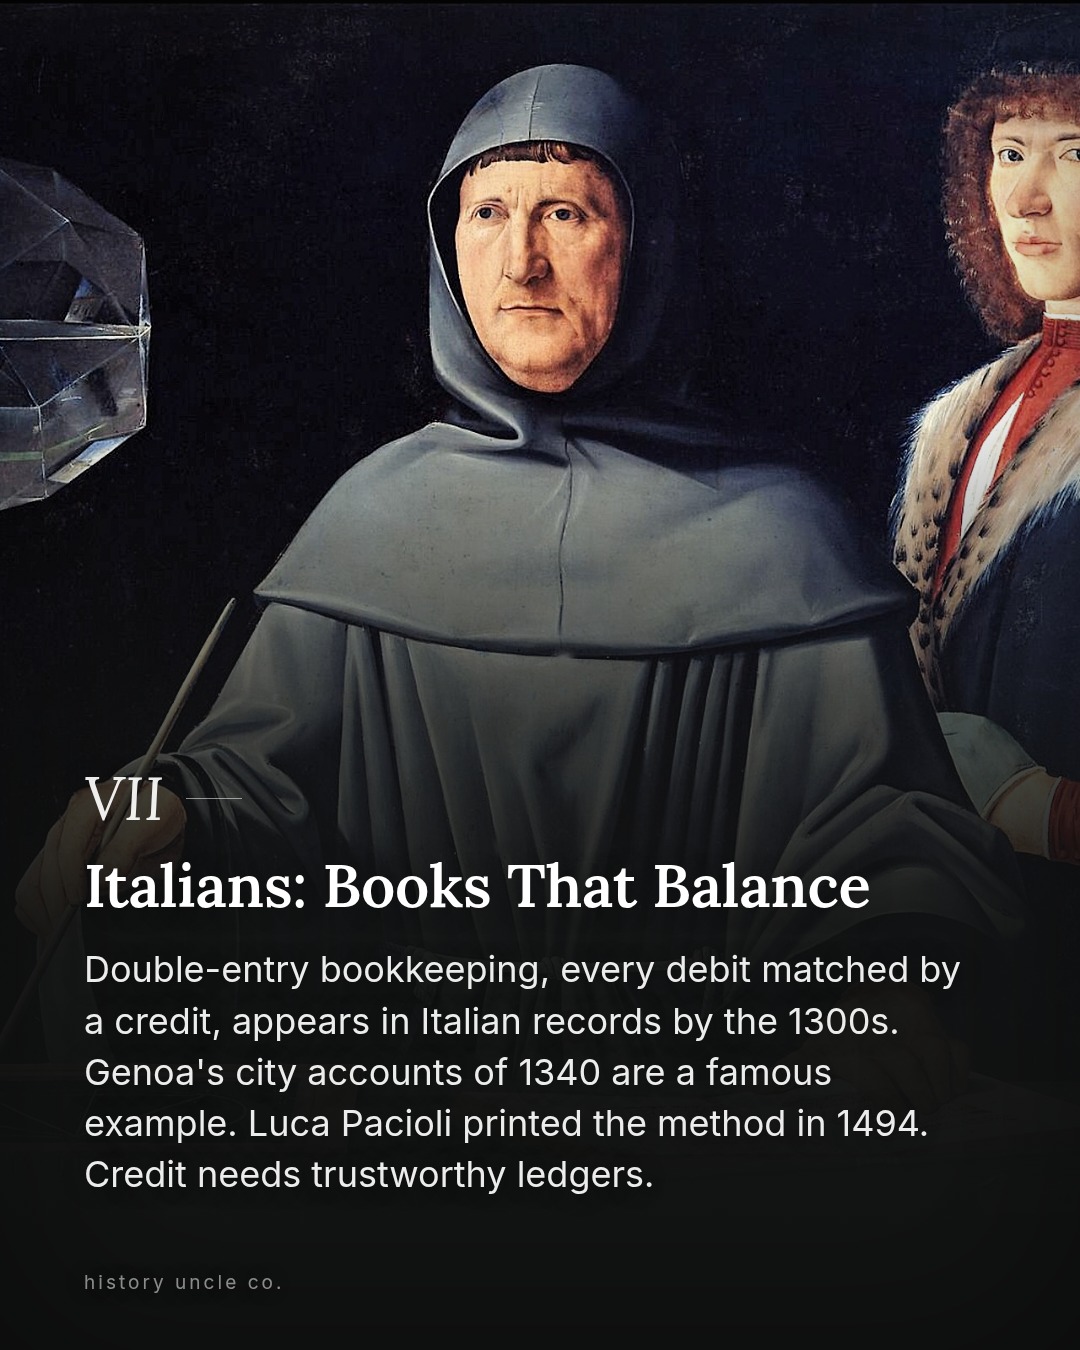 VII
Italians: Books That Balance
Double-entry bookkeeping, every debit matched by
a credit, appears in Italian records by the 1300s.
Genoa's city accounts of 1340 are a famous
example. Luca Pacioli printed the method in 1494.
Credit needs trustworthy ledgers.
history uncle co.